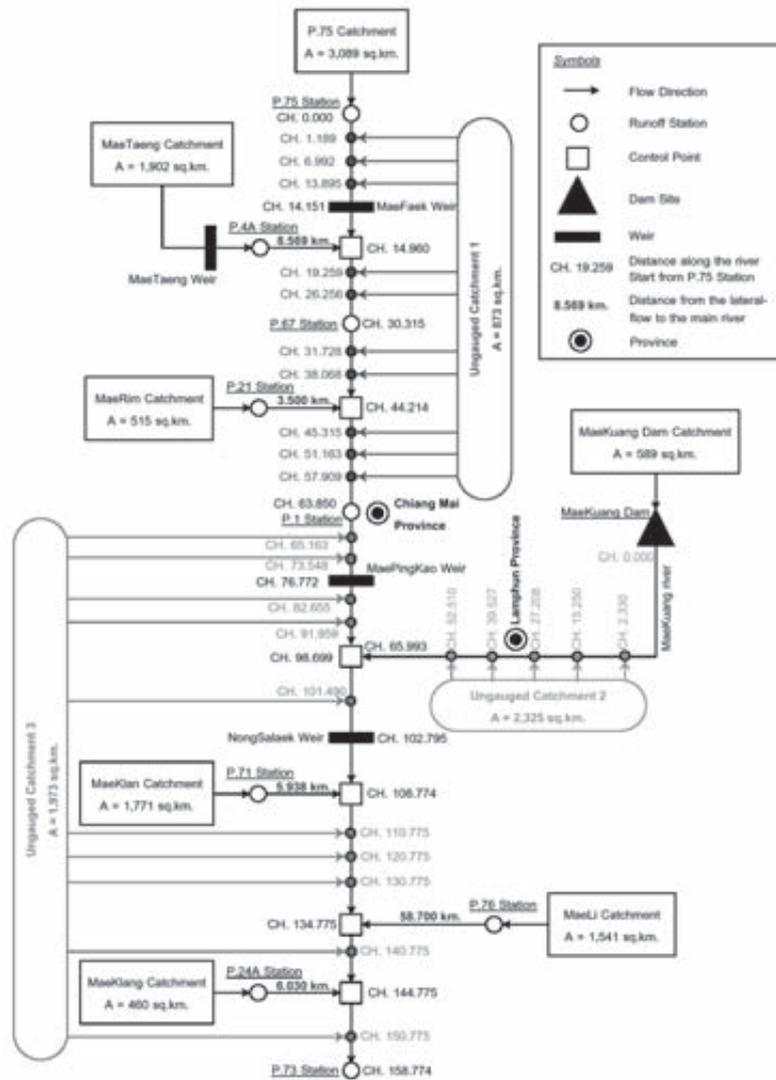 P.75 Catchment
A = 3,089 sq.km.
P.75 Station
CH. 0.000
CH. 1.189
CH. 6.992
CH. 13.895
CH. 14.151
MaeFaek Weir
MaeTaeng Catchment
A = 1,902 sq.km.
P.4A Station
8.569 km.
MaeTaeng Weir
CH. 14.960
CH. 19.259
CH. 26.256
P.67 Station
CH. 30.315
CH. 31.728
CH. 38.068
Ungauged Catchment 1
A = 873 sq.km.
MaeRim Catchment
A = 515 sq.km.
P.21 Station
3.500 km.
CH. 44.214
CH. 45.315
CH. 51.163
CH. 57.909
CH. 63.850
P.1 Station
Chiang Mai
Province
Symbols
Flow Direction
Runoff Station
Control Point
Dam Site
Weir
CH. 19.259
Distance along the river
Start from P.75 Station
8.569 km.
Distance from the lateral-
flow to the main river
Province
MaeKuang Dam Catchment
A = 589 sq.km.
MaeKuang Dam
CH. 0.000
MaeKuang river
CH. 2.330
CH. 15.250
CH. 27.208
Lamphun Province
CH. 39.527
CH. 52.510
CH. 65.993
Ungauged Catchment 2
A = 2,325 sq.km.
CH. 65.163
CH. 73.548
MaePingKao Weir
CH. 76.772
CH. 82.655
CH. 91.959
CH. 98.699
CH. 101.490
NongSalaek Weir
CH. 102.795
Ungauged Catchment 3
A = 1,973 sq.km.
MaeKlan Catchment
A = 1,771 sq.km.
P.71 Station
5.938 km.
CH. 108.774
CH. 110.775
CH. 120.775
CH. 130.775
CH. 134.775
58.700 km.
P.76 Station
MaeLi Catchment
A = 1,541 sq.km.
CH. 140.775
MaeKlang Catchment
A = 460 sq.km.
P.24A Station
6.030 km.
CH. 144.775
CH. 150.775
P.73 Station
CH. 158.774